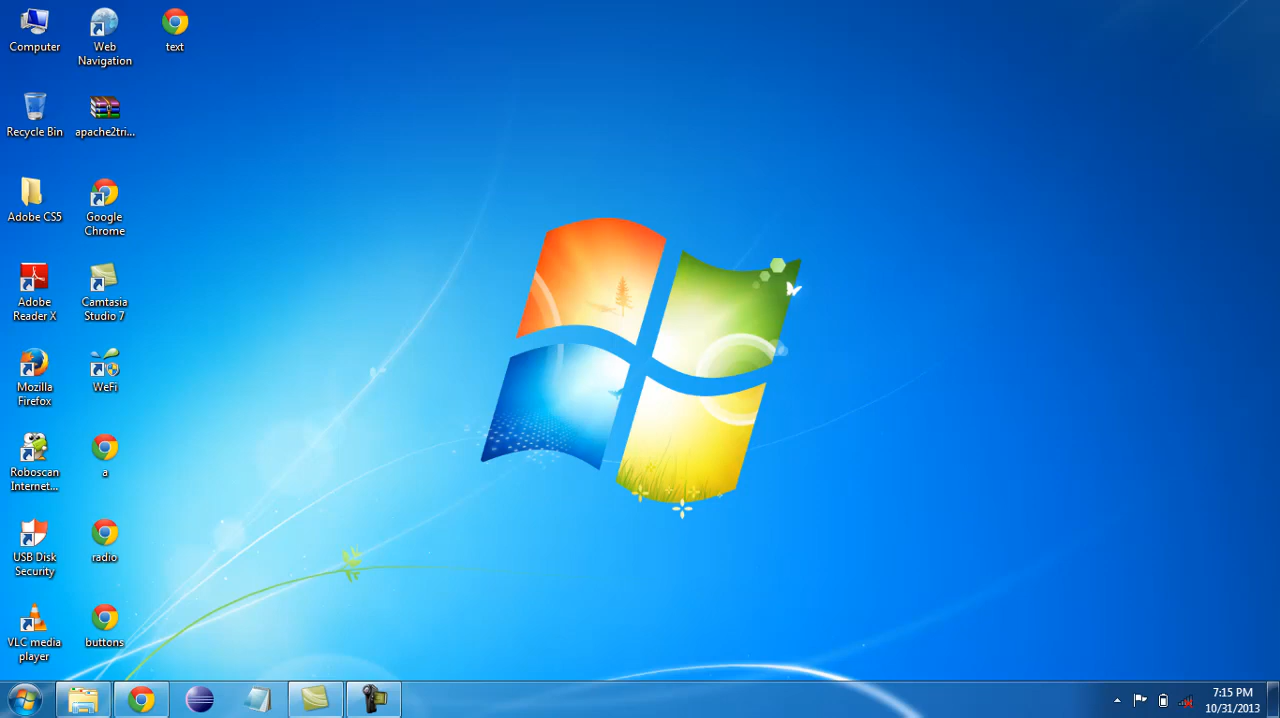 Computer
Web
Navigation
text
Recycle Bin
apache2tri...
Adobe CS5
Google
Chrome
Adobe
Reader X
Camtasia
Studio 7
Mozilla
Firefox
WeFi
Roboscan
Internet...
a
USB Disk
Security
radio
VLC media
player
buttons
7:15 PM
10/31/2013